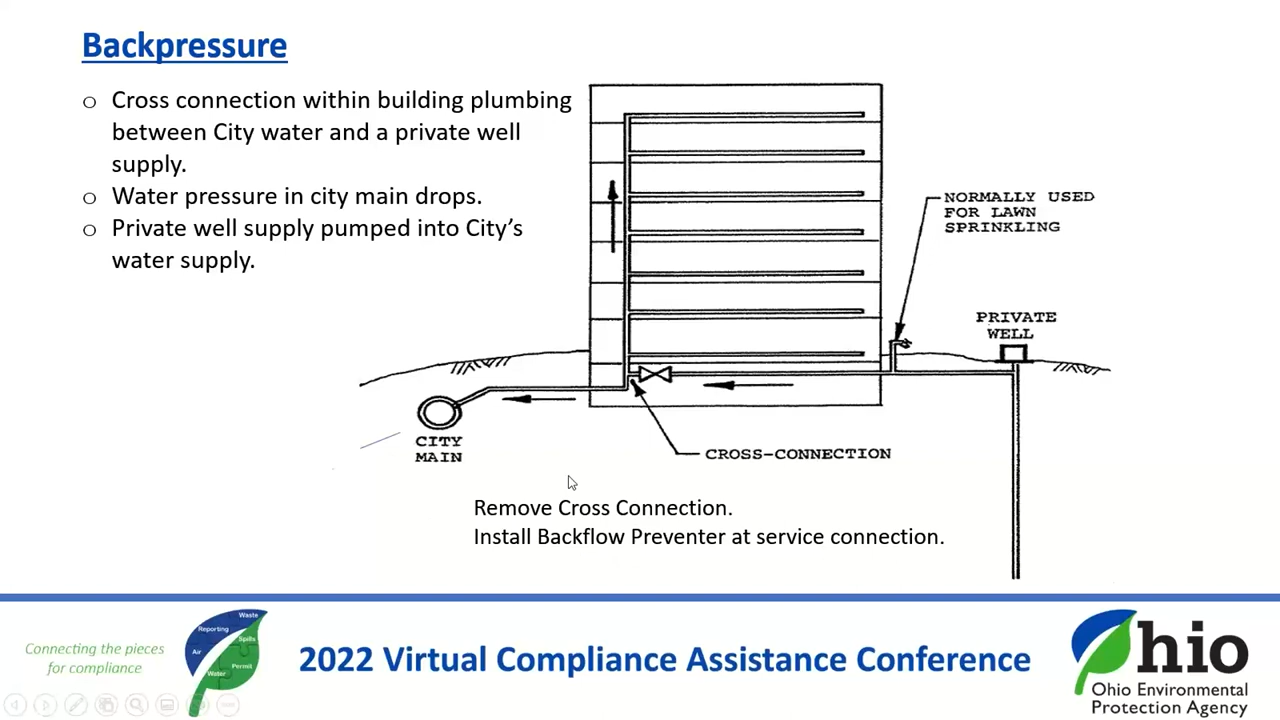 Backpressure
o Cross connection within building plumbing
between City water and a private well
supply.
o Water pressure in city main drops.
o Private well supply pumped into City's
water supply.
NORMALLY USED
FOR LAWN
SPRINKLING
PRIVATE
WELL
CITY
MAIN
CROSS-CONNECTION
Remove Cross Connection.
Install Backflow Preventer at service connection.
Connecting the pieces
for compliance
Waste
Reporting
Spills
Air
Permit
Water
2022 Virtual Compliance Assistance Conference
Ohio
Ohio Environmental
Protection Agency